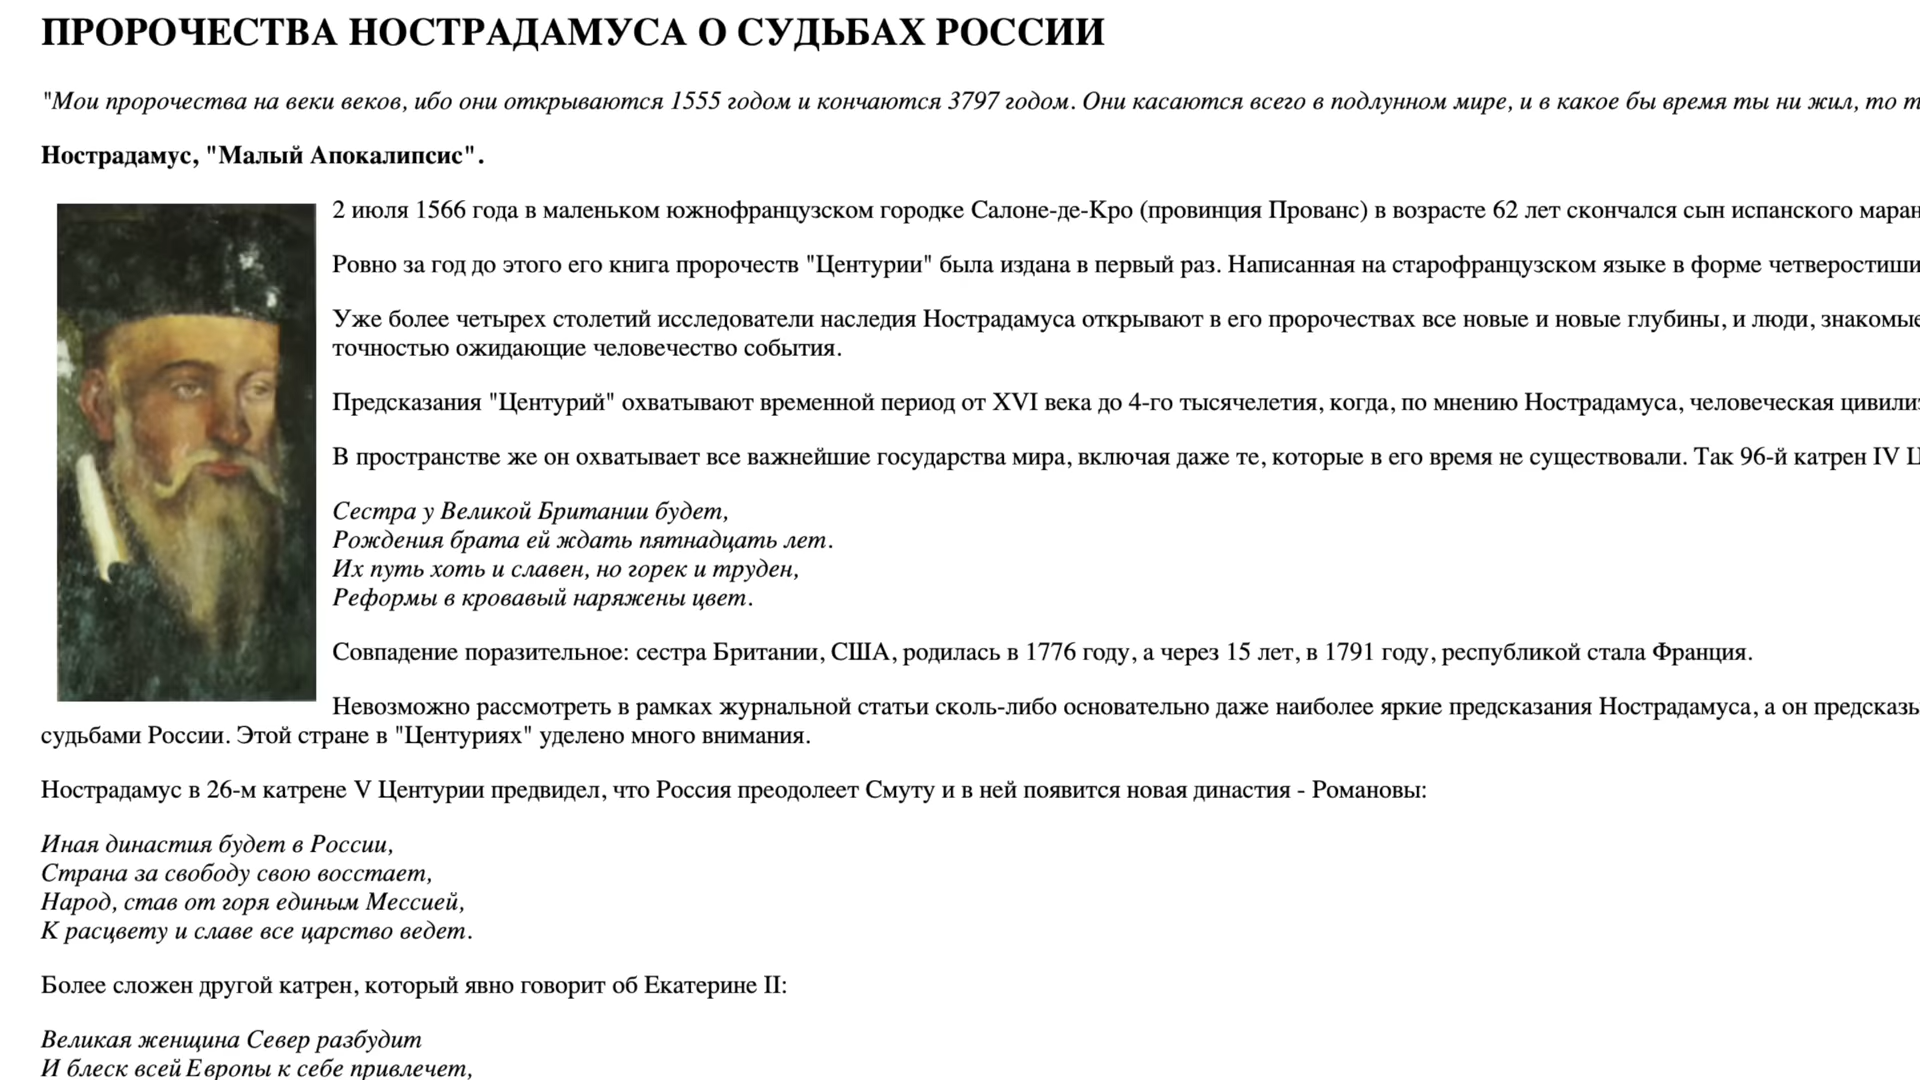 ПРОРОЧЕСТВА НОСТРАДАМУСА О СУДЬБАХ РОССИИ
"Мои пророчества на веки веков, ибо они открываются 1555 годом и кончаются 3797 годом. Они касаются всего в подлунном мире, и в какое бы время ты ни жил, то
Нострадамус, "Малый Апокалипсис".
2 июля 1566 года в маленьком южнофранцузском городке Салоне-де-Кро (провинция Прованс) в возрасте 62 лет скончался сын испанского
Ровно за год до этого его книга пророчеств "Центурии" была издана в первый раз. Написанная на старофранцузском языке в форме
Уже более четырех столетий исследователи наследия Нострадамуса открывают в его пророчествах все новые и новые глубины, и люди, знакомые
точностью ожидающие человечество события.
Предсказания "Центурий" охватывают временной период от XVI века до 4-го тысячелетия, когда, по мнению Нострадамуса, человеческая
В пространстве же он охватывает все важнейшие государства мира, включая даже те, которые в его время не существовали. Так 96-й катрен IV
Сестра у Великой Британии будет,
Рождения брата ей ждать пятнадцать лет.
Их путь хоть и славен, но горек и труден,
Реформы в кровавый наряжены цвет.
Совпадение поразительное: сестра Британии, США, родилась в 1776 году, а через 15 лет, в 1791 году, республикой стала Франция.
Невозможно рассмотреть в рамках журнальной статьи сколь-либо основательно даже наиболее яркие предсказания Нострадамуса, а он
судьбами России. Этой стране в "Центуриях" уделено много внимания.
Нострадамус в 26-м катрене V Центурии предвидел, что Россия преодолеет Смуту и в ней появится новая династия - Романовы:
Иная династия будет в России,
Страна за свободу свою восстает,
Народ, став от горя единым Мессией,
К расцвету и славе все царство ведет.
Более сложен другой катрен, который явно говорит об Екатерине II:
Великая женщина Север разбудит
И блеск всей Европы к себе привлечет,